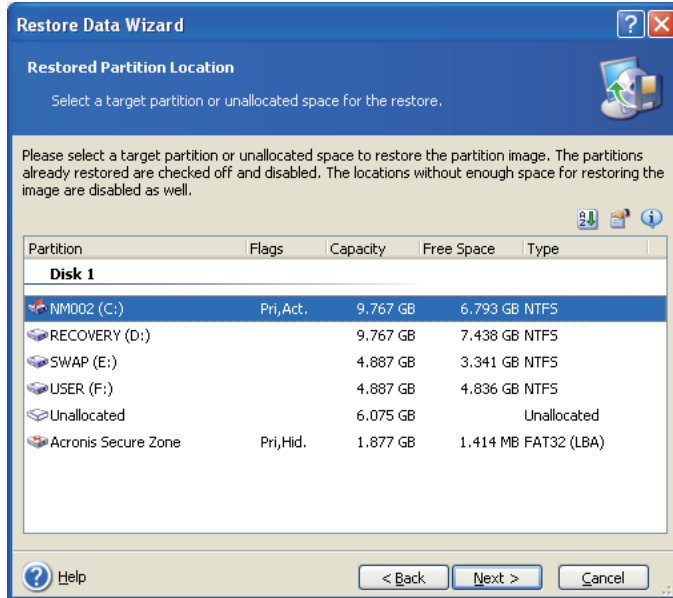 Restore Data Wizard
Restored Partition Location
Select a target partition or unallocated space for the restore.
Please select a target partition or unallocated space to restore the partition image. The partitions
already restored are checked off and disabled. The locations without enough space for restoring the
image are disabled as well.
Partition Flags Capacity Free Space Type
Disk 1
NM002 (C:) Pri,Act. 9.767 GB 6.793 GB NTFS
RECOVERY (D:) 9.767 GB 7.438 GB NTFS
SWAP (E:) 4.887 GB 3.341 GB NTFS
USER (F:) 4.887 GB 4.836 GB NTFS
Unallocated 6.075 GB Unallocated
Acronis Secure Zone Pri,Hid. 1.877 GB 1.414 MB FAT32 (LBA)
Help < Back Next > Cancel